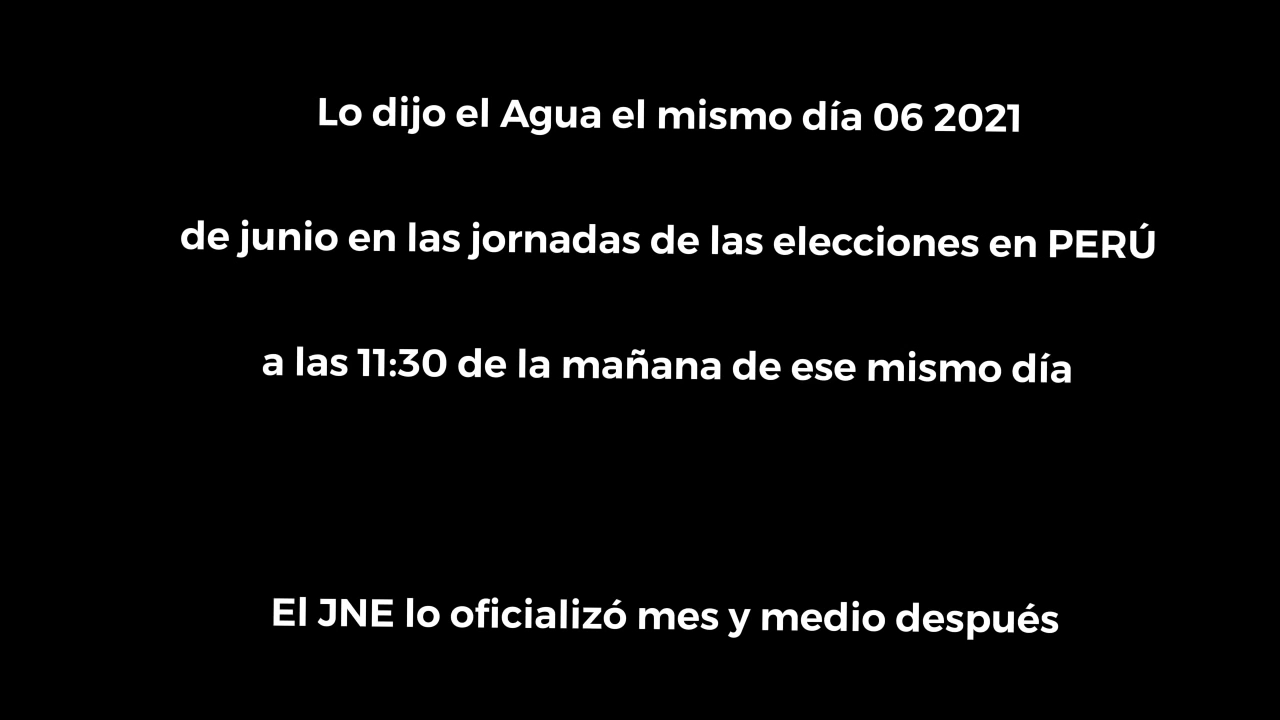 Lo dijo el Agua el mismo día 06 2021
de junio en las jornadas de las elecciones en PERÚ
a las 11:30 de la mañana de ese mismo día
El JNE lo oficializó mes y medio después